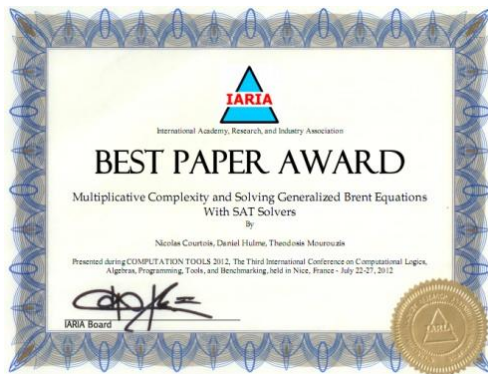 IARIA
International Academy, Research, and Industry Association
BEST PAPER AWARD
Multiplicative Complexity and Solving Generalized Brent Equations
With SAT Solvers
By
Nicolas Courtois, Daniel Hulme, Theodosis Mourouzis
Presented during COMPUTATION TOOLS 2012, The Third International Conference on Computational Logics,
Algebras, Programming, Tools, and Benchmarking, held in Nice, France - July 22-27, 2012
IARIA Board
IARIA